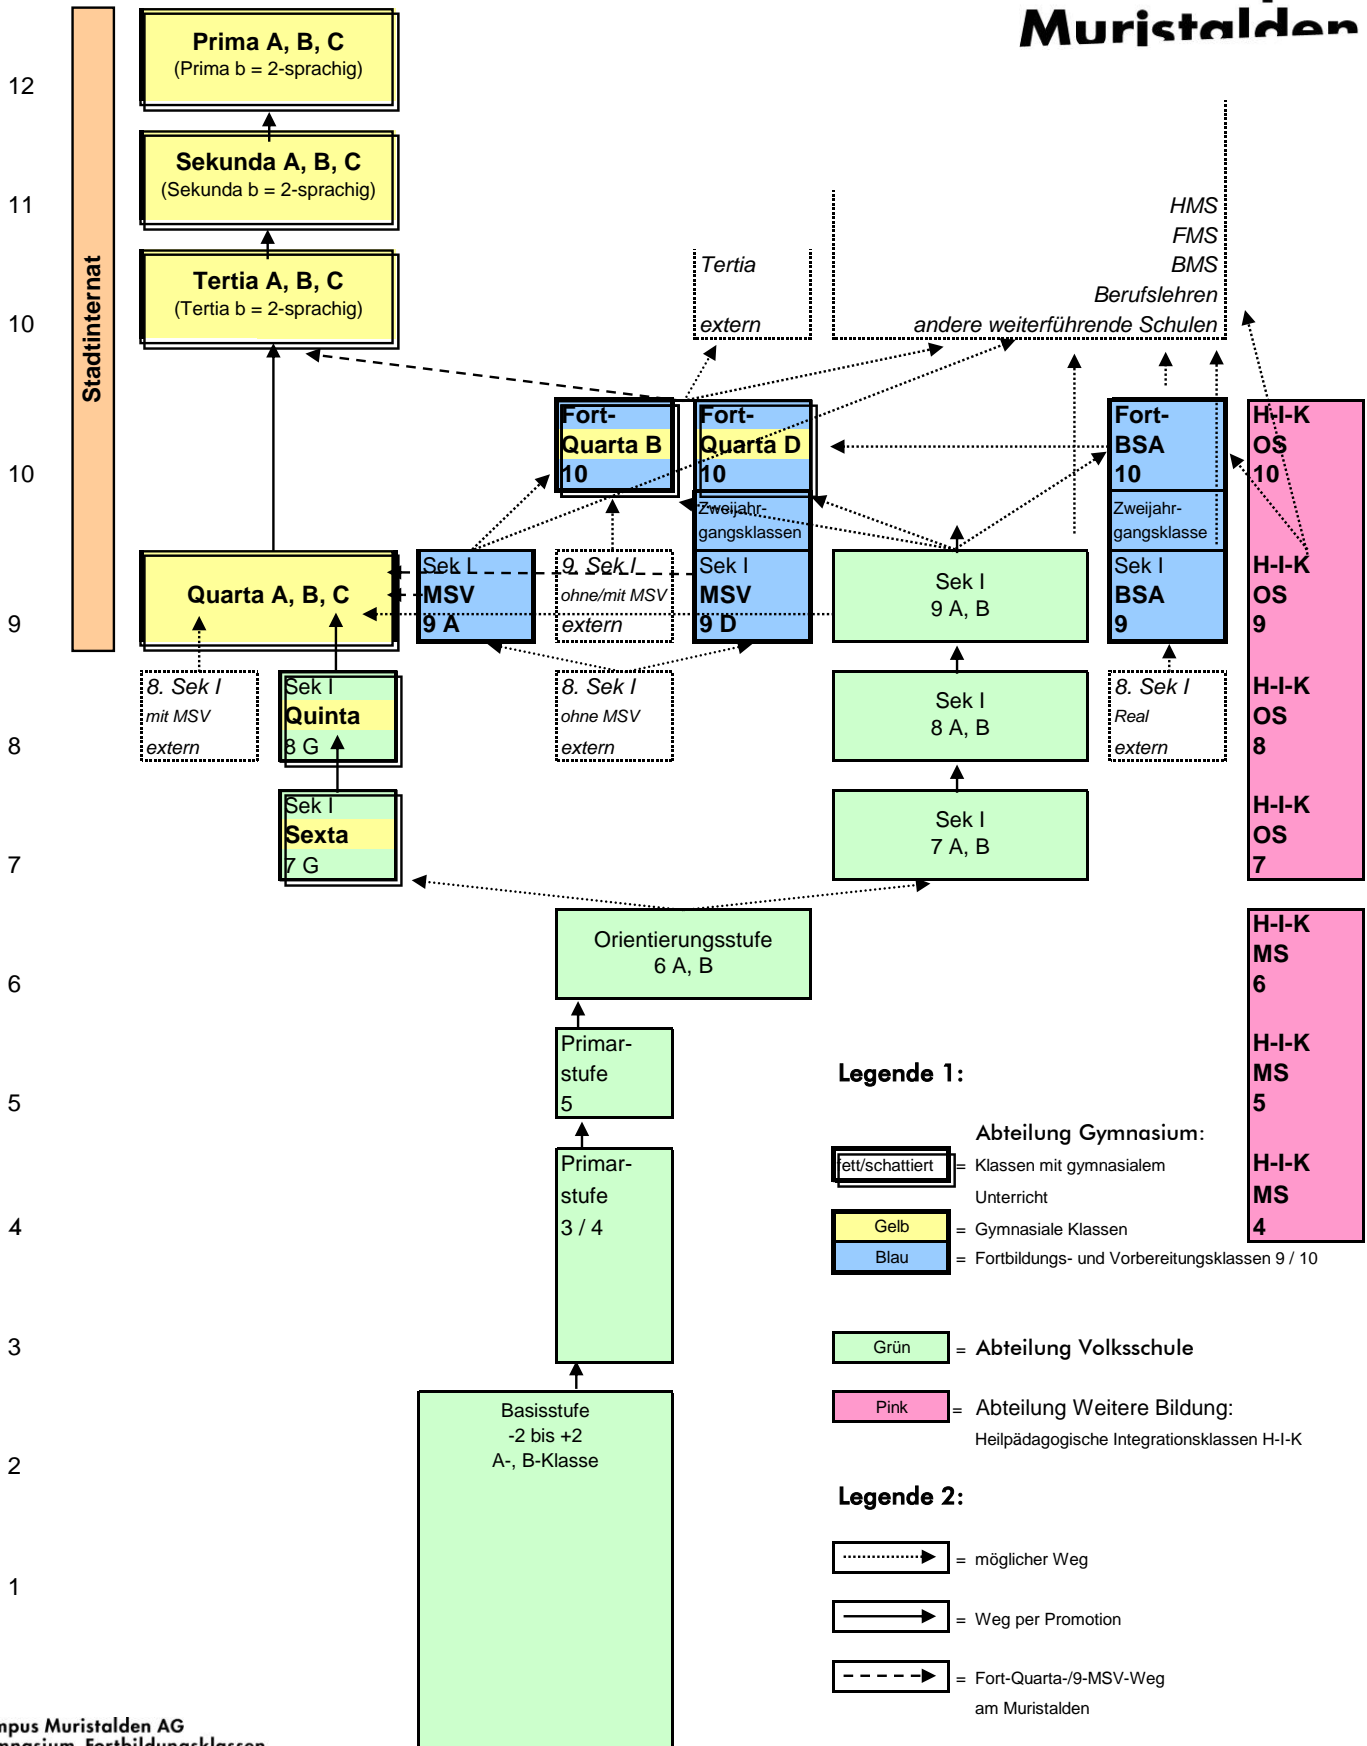 Muristalden
Prima A, B, C
(Prima b = 2-sprachig)
12
Sekunda A, B, C
(Sekunda b = 2-sprachig)
11
HMS
FMS
BMS
Berufslehren
andere weiterführende Schulen
Tertia
extern
Tertia A, B, C
(Tertia b = 2-sprachig)
10
Stadtinternat
Fort-
Quarta B
10
Fort-
Quarta D
10
Fort-
BSA
10
H-I-K
OS
10
10
Zweijahr-
gangsklassen
Zweijahr-
gangsklasse
Quarta A, B, C
Sek I
MSV
9 A
9. Sek I
ohne/mit MSV
extern
Sek I
MSV
9 D
Sek I
9 A, B
Sek I
BSA
9
H-I-K
OS
9
9
8. Sek I
mit MSV
extern
Sek I
Quinta
8 G
8. Sek I
ohne MSV
extern
Sek I
8 A, B
8. Sek I
Real
extern
H-I-K
OS
8
8
Sek I
Sexta
7 G
Sek I
7 A, B
H-I-K
OS
7
7
Orientierungsstufe
6 A, B
H-I-K
MS
6
6
Primar-
stufe
5
H-I-K
MS
5
5
Primar-
stufe
3 / 4
H-I-K
MS
4
4
3
Basisstufe
-2 bis +2
A-, B-Klasse
2
1
Legende 1:
Abteilung Gymnasium:
fett/schattiert = Klassen mit gymnasialem
Unterricht
Gelb = Gymnasiale Klassen
Blau = Fortbildungs- und Vorbereitungsklassen 9 / 10
Grün = Abteilung Volksschule
Pink = Abteilung Weitere Bildung:
Heilpädagogische Integrationsklassen H-I-K
Legende 2:
= möglicher Weg
= Weg per Promotion
= Fort-Quarta-/9-MSV-Weg
am Muristalden
mpus Muristalden AG
mnasium, Fortbildungsklassen